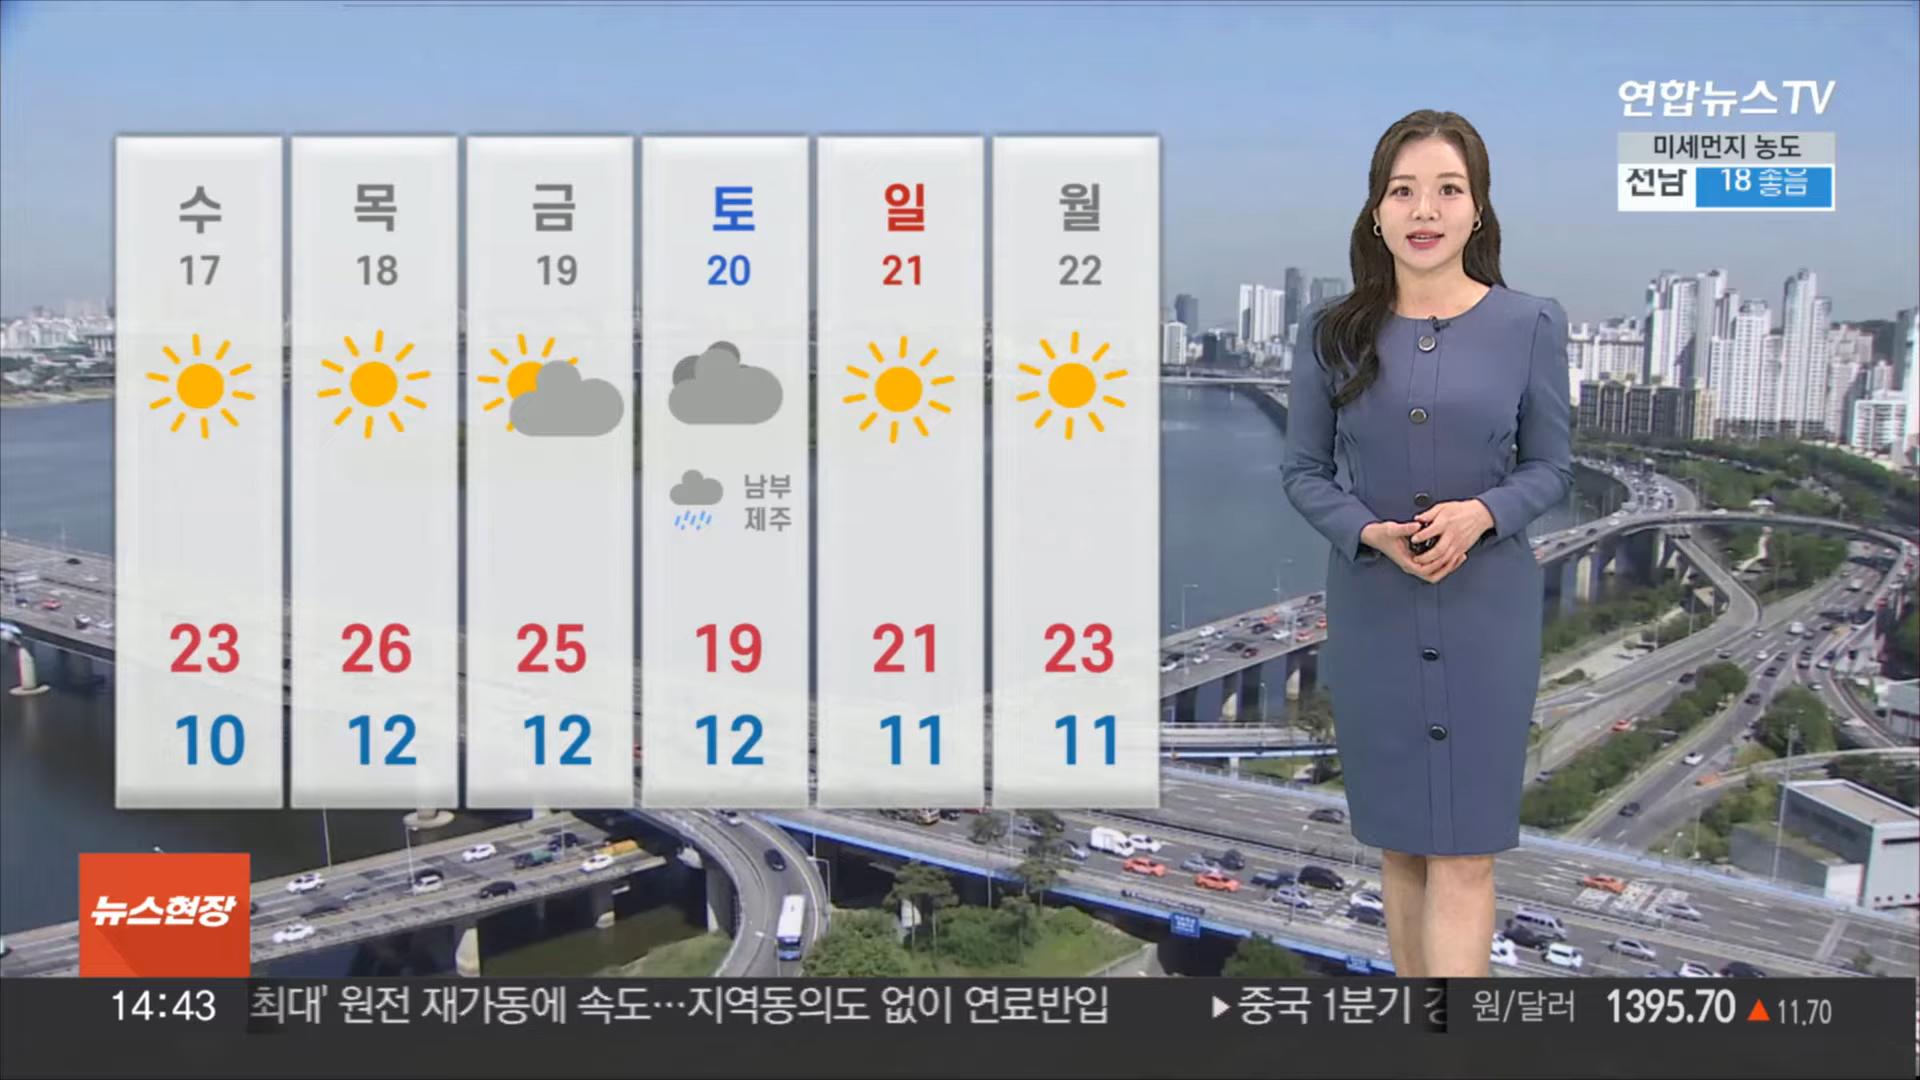 연합뉴스TV
미세먼지 농도
전남 18 좋음
수 목 금 토 일 월
17 18 19 20 21 22
남부
제주
23 26 25 19 21 23
10 12 12 12 11 11
뉴스현장
14:43 최대' 원전 재가동에 속도…지역동의도 없이 연료반입 ▶중국 1분기 원/달러 1395.70 ▲ 11.70